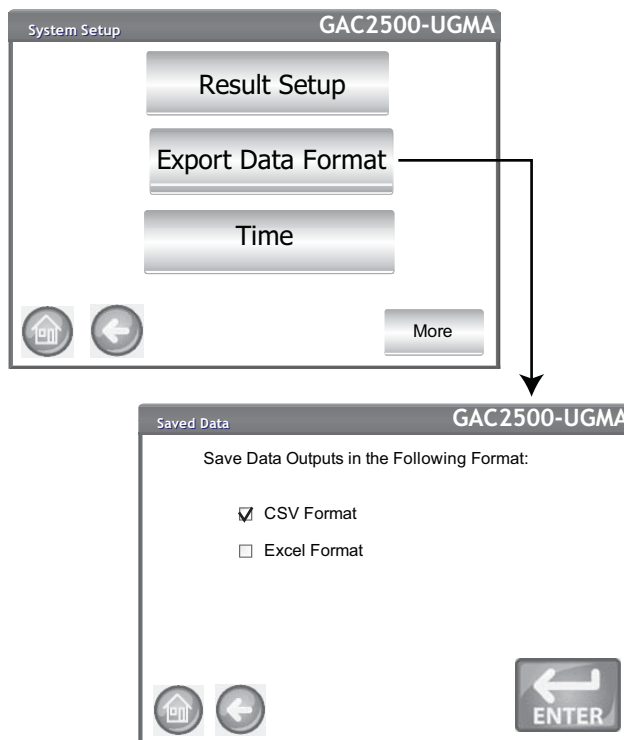 System Setup GAC2500-UGMA
Result Setup
Export Data Format
Time
More
Saved Data GAC2500-UGMA
Save Data Outputs in the Following Format:
CSV Format
Excel Format
ENTER